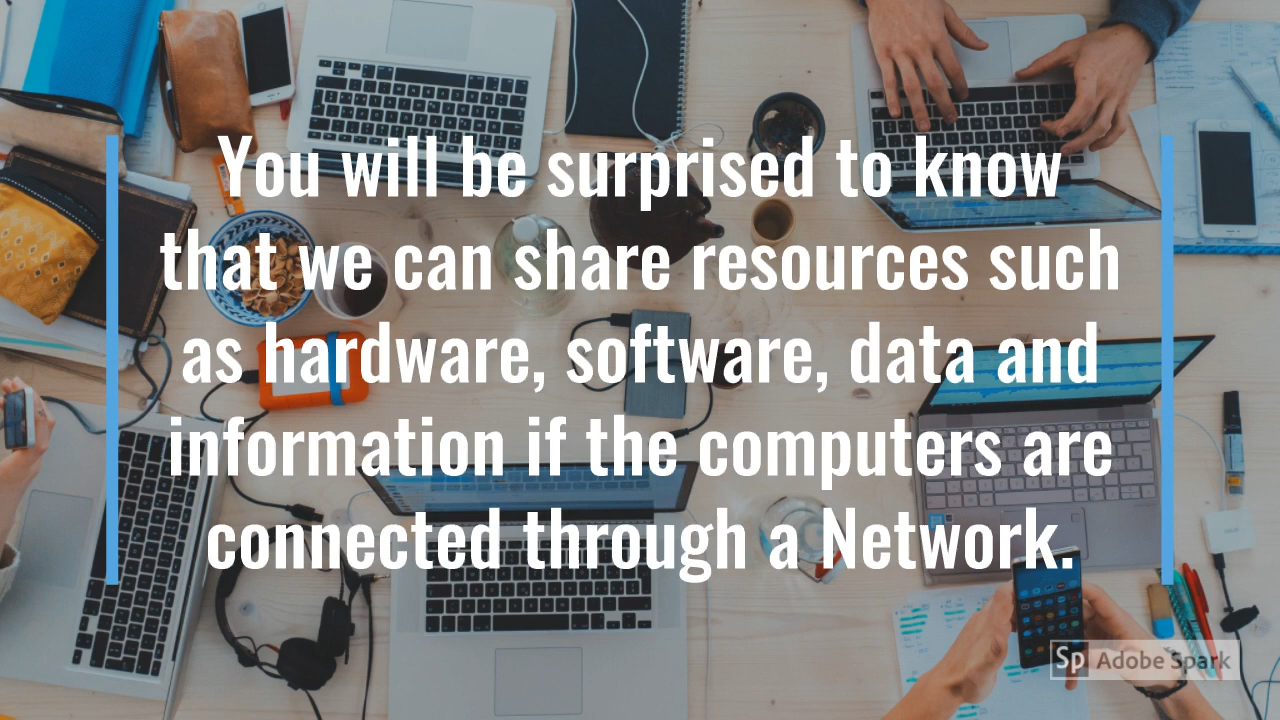 You will be surprised to know
that we can share resources such
as hardware, software, data and
information if the computers are
connected through a Network.
Sp Adobe Spark